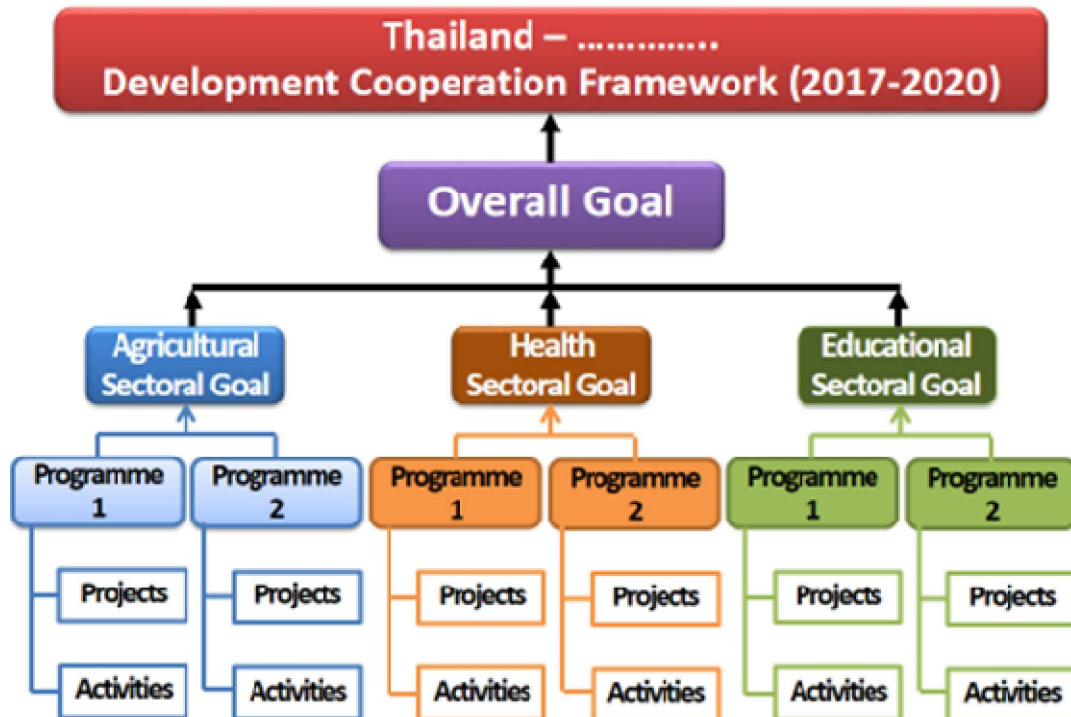 Thailand – …………..
Development Cooperation Framework (2017-2020)
Overall Goal
Agricultural
Sectoral Goal
Health
Sectoral Goal
Educational
Sectoral Goal
Programme
1
Programme
2
Programme
1
Programme
2
Programme
1
Programme
2
Projects
Projects
Projects
Projects
Projects
Projects
Activities
Activities
Activities
Activities
Activities
Activities